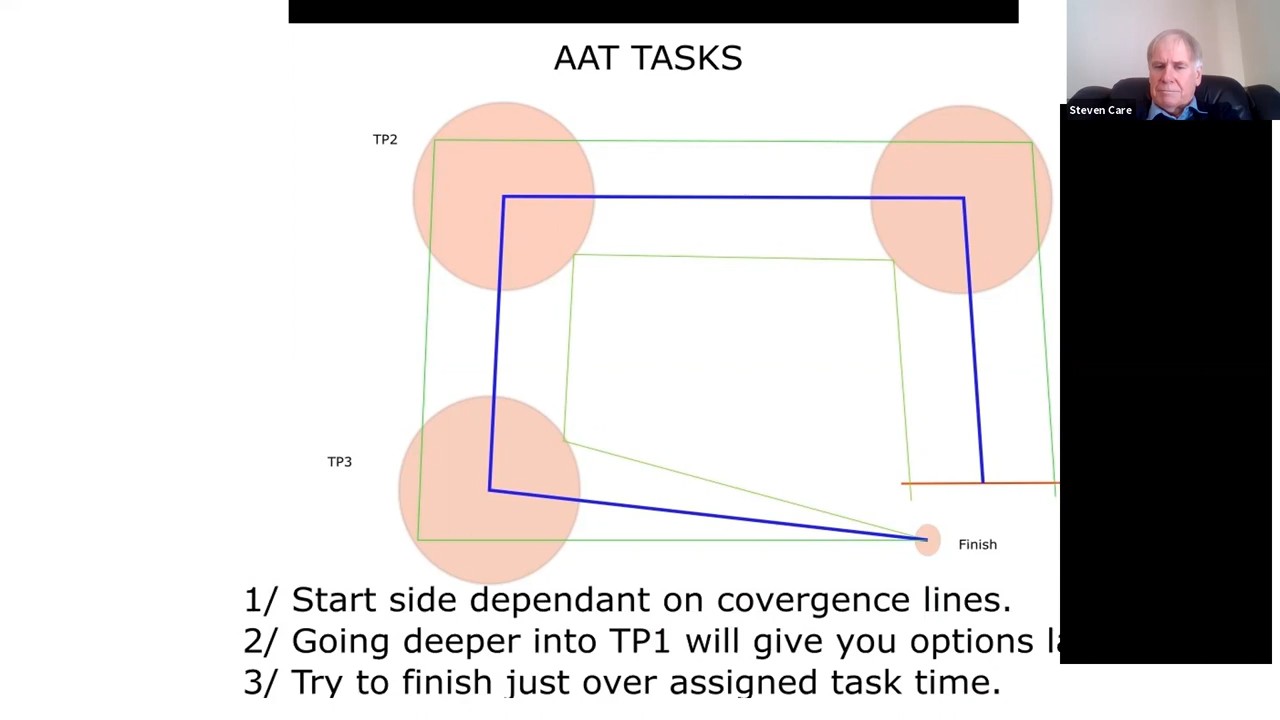 AAT TASKS
Steven Care
TP2
TP3
Finish
1/ Start side dependant on covergence lines.
2/ Going deeper into TP1 will give you options
3/ Try to finish just over assigned task time.